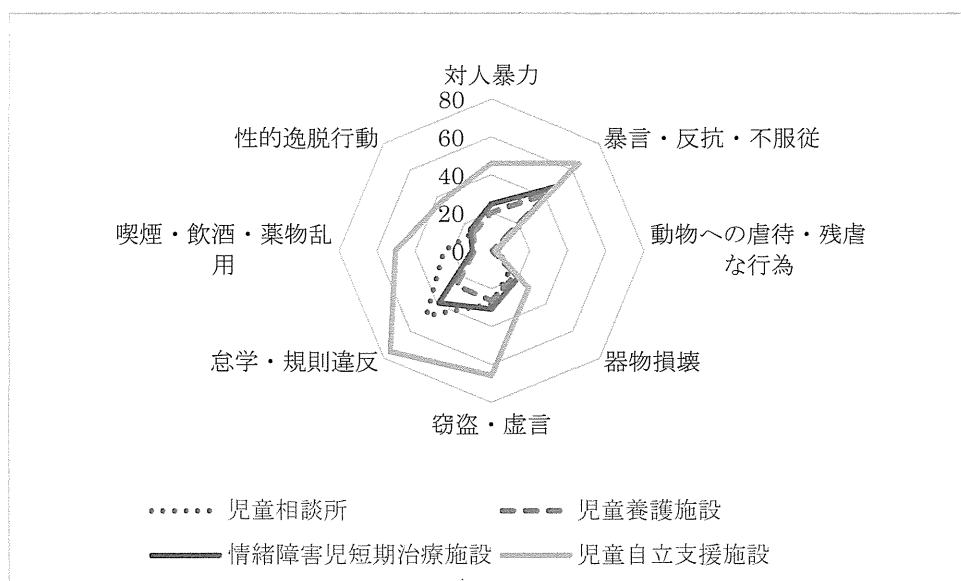 対人暴力
80
性的逸脱行動
60
暴言・反抗・不服従
40
20
喫煙・飲酒・薬物乱
用
0
動物への虐待・残虐
な行為
怠学・規則違反
器物損壊
窃盗・虚言
児童相談所
児童養護施設
情緒障害児短期治療施設
児童自立支援施設